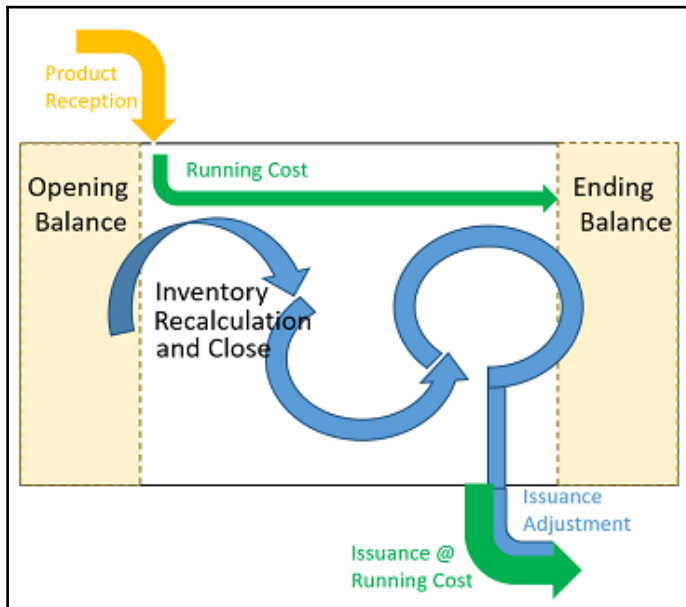 Product
Reception
Running Cost
Opening
Balance
Ending
Balance
Inventory
Recalculation
and Close
Issuance
Adjustment
Issuance @
Running Cost